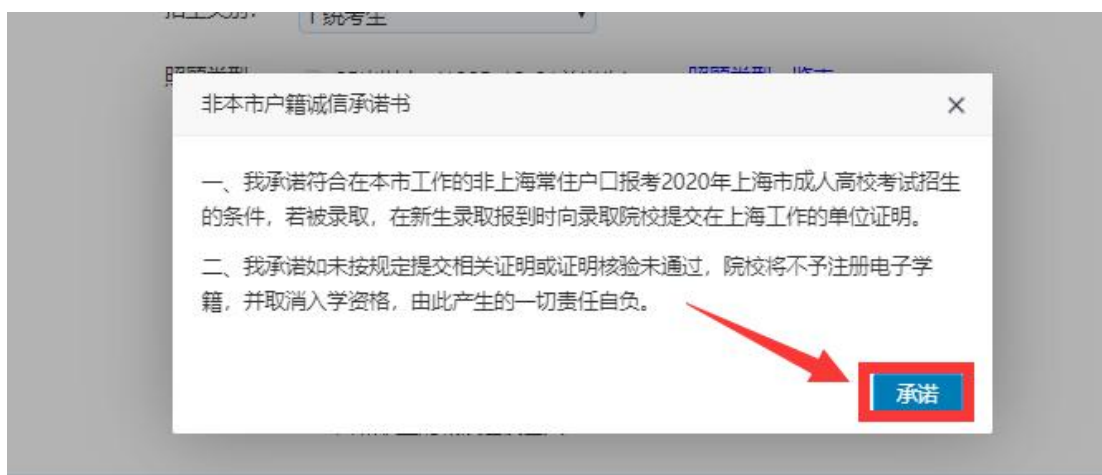 统考生
非本市户籍诚信承诺书
一、我承诺符合在本市工作的非上海常住户口报考2020年上海市成人高校考试招生
的条件，若被录取，在新生录取报到时向录取院校提交在上海工作的单位证明。
二、我承诺如未按规定提交相关证明或证明核验未通过，院校将不予注册电子学
籍，并取消入学资格，由此产生的一切责任自负。
承诺